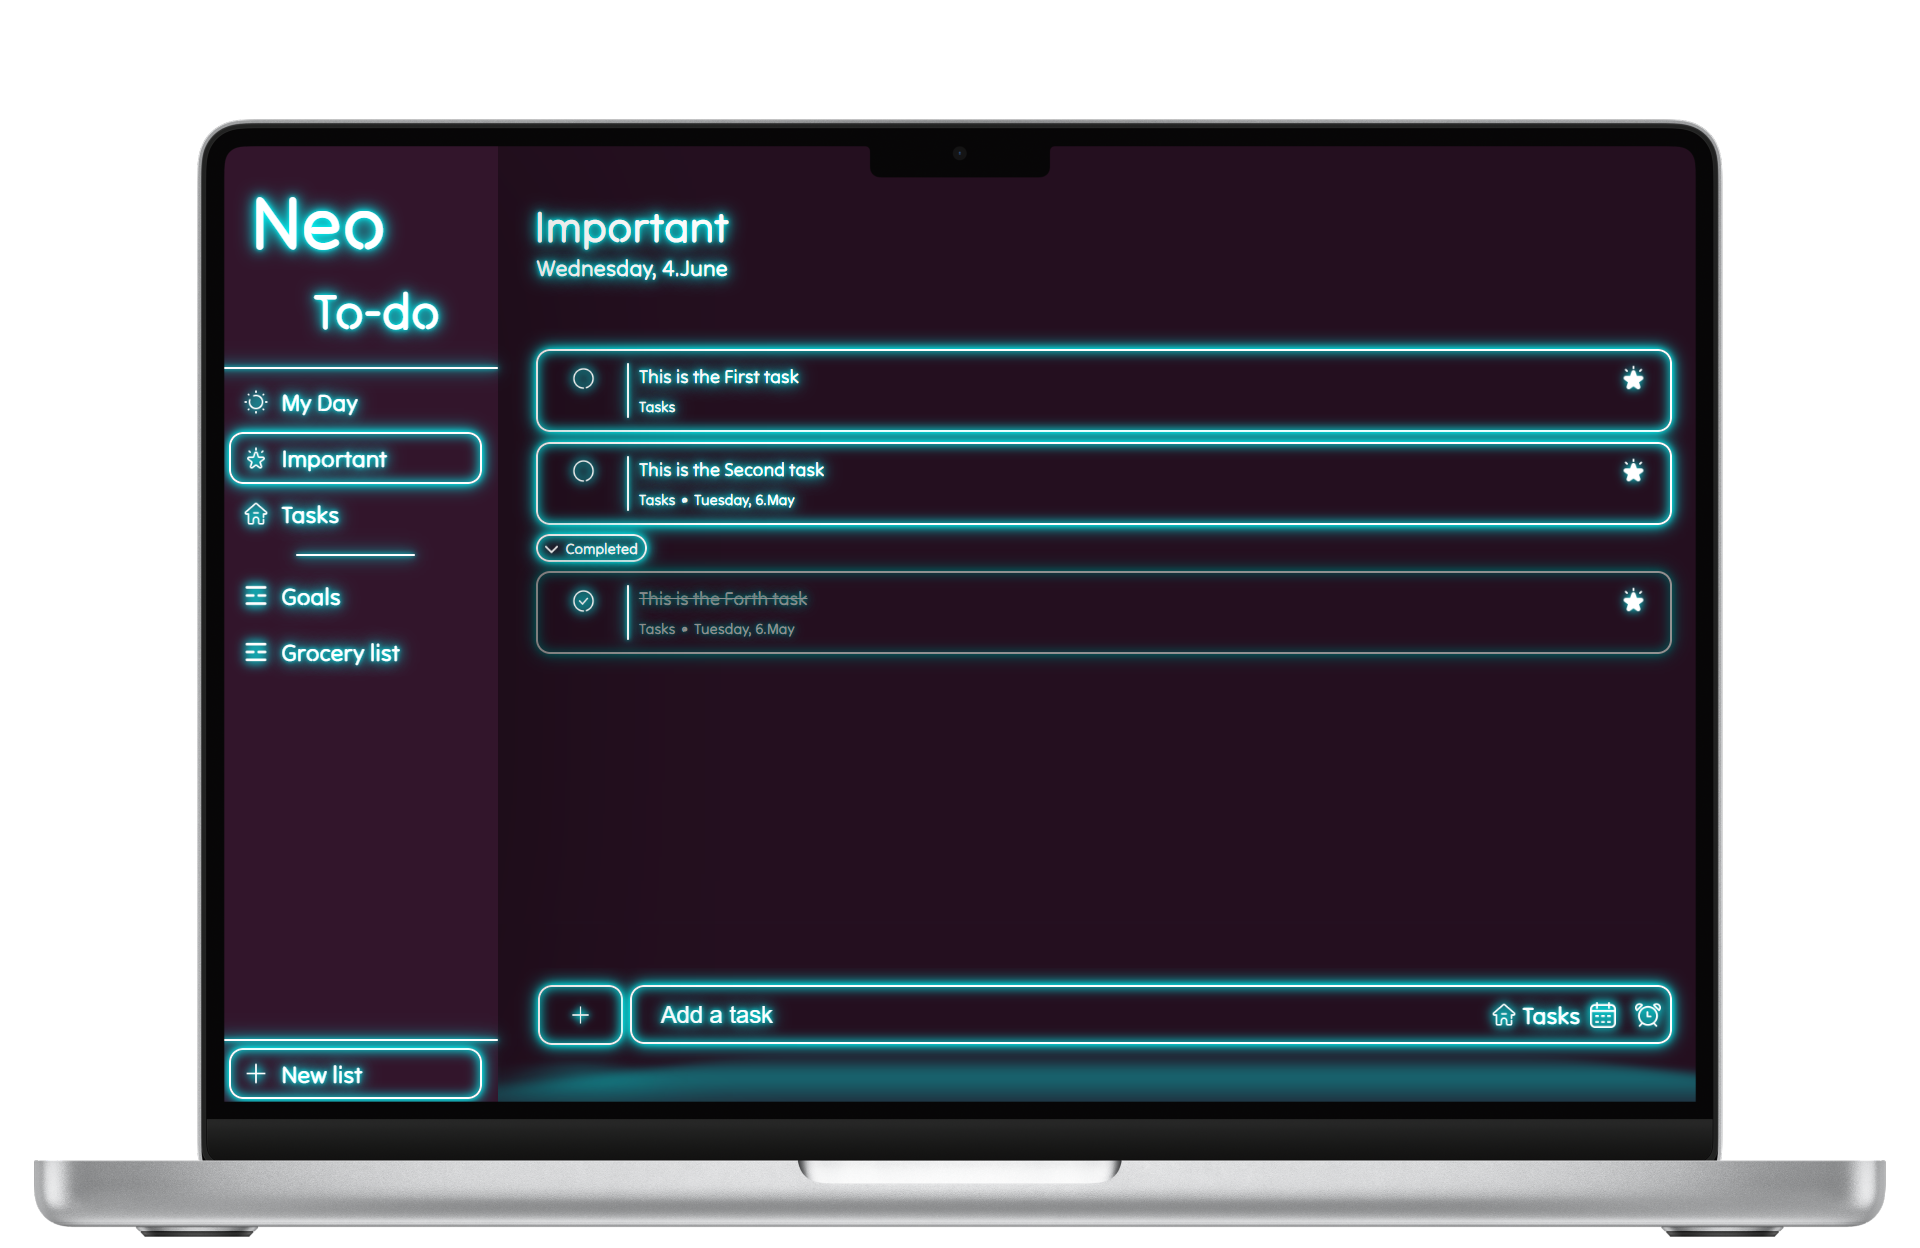 Neo
To-do
My Day
Important
Tasks
Goals
Grocery list
New list
Important
Wednesday, 4.June
This is the First task
Tasks
This is the Second task
Tasks • Tuesday, 6.May
Completed
This is the Forth task
Tasks • Tuesday, 6.May
Add a task
Tasks